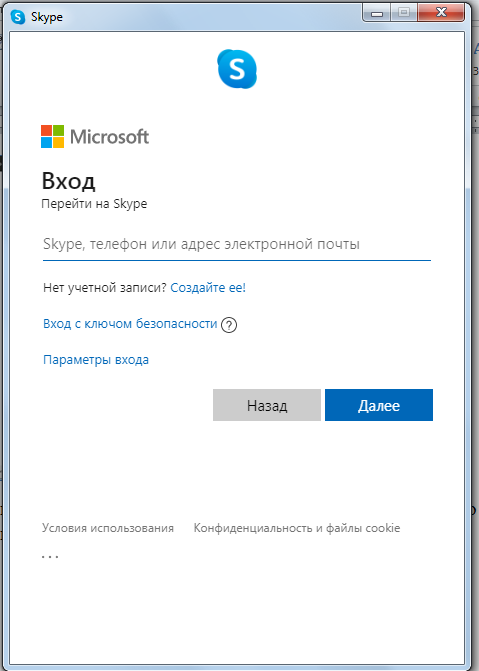 Skype
S
Microsoft
Вход
Перейти на Skype
Skype, телефон или адрес электронной почты
Нет учетной записи? Создайте ее!
Вход с ключом безопасности ?
Параметры входа
Назад Далее
Условия использования Конфиденциальность и файлы cookie
...